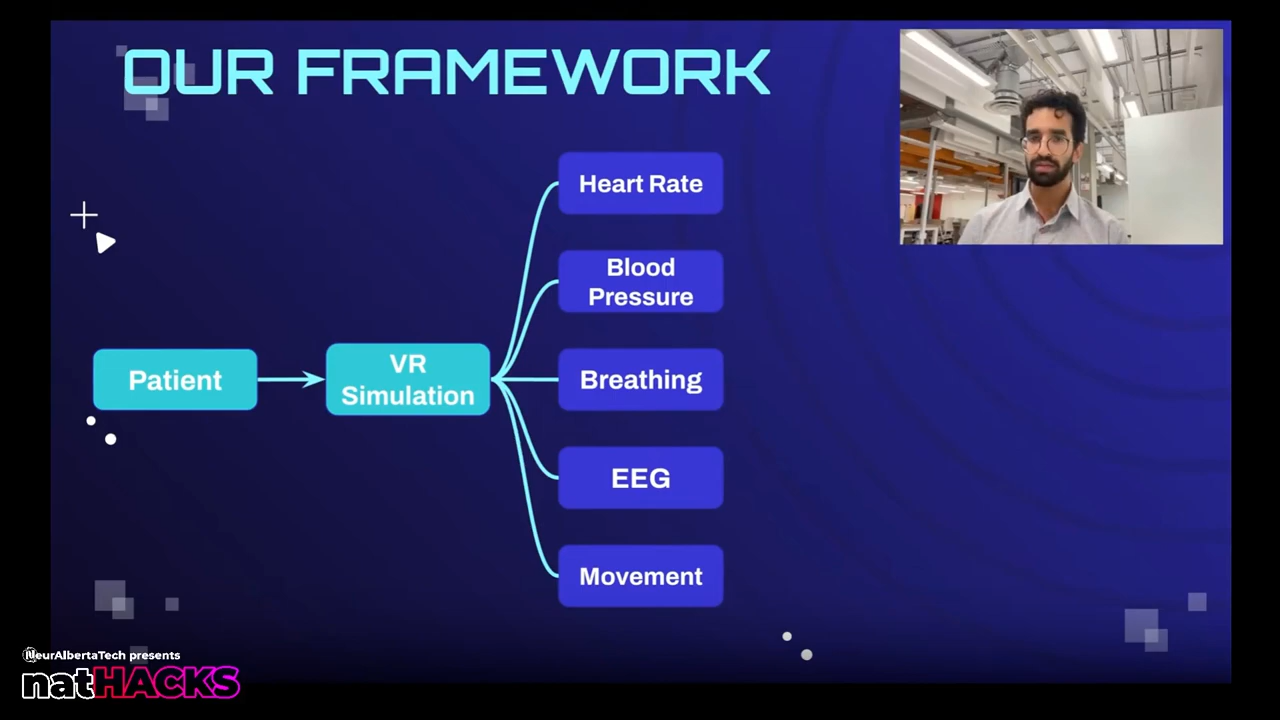 OUR FRAMEWORK
Heart Rate
Blood
Pressure
Patient
VR
Simulation
Breathing
EEG
Movement
NeurAlbertaTech presents
natHACKS